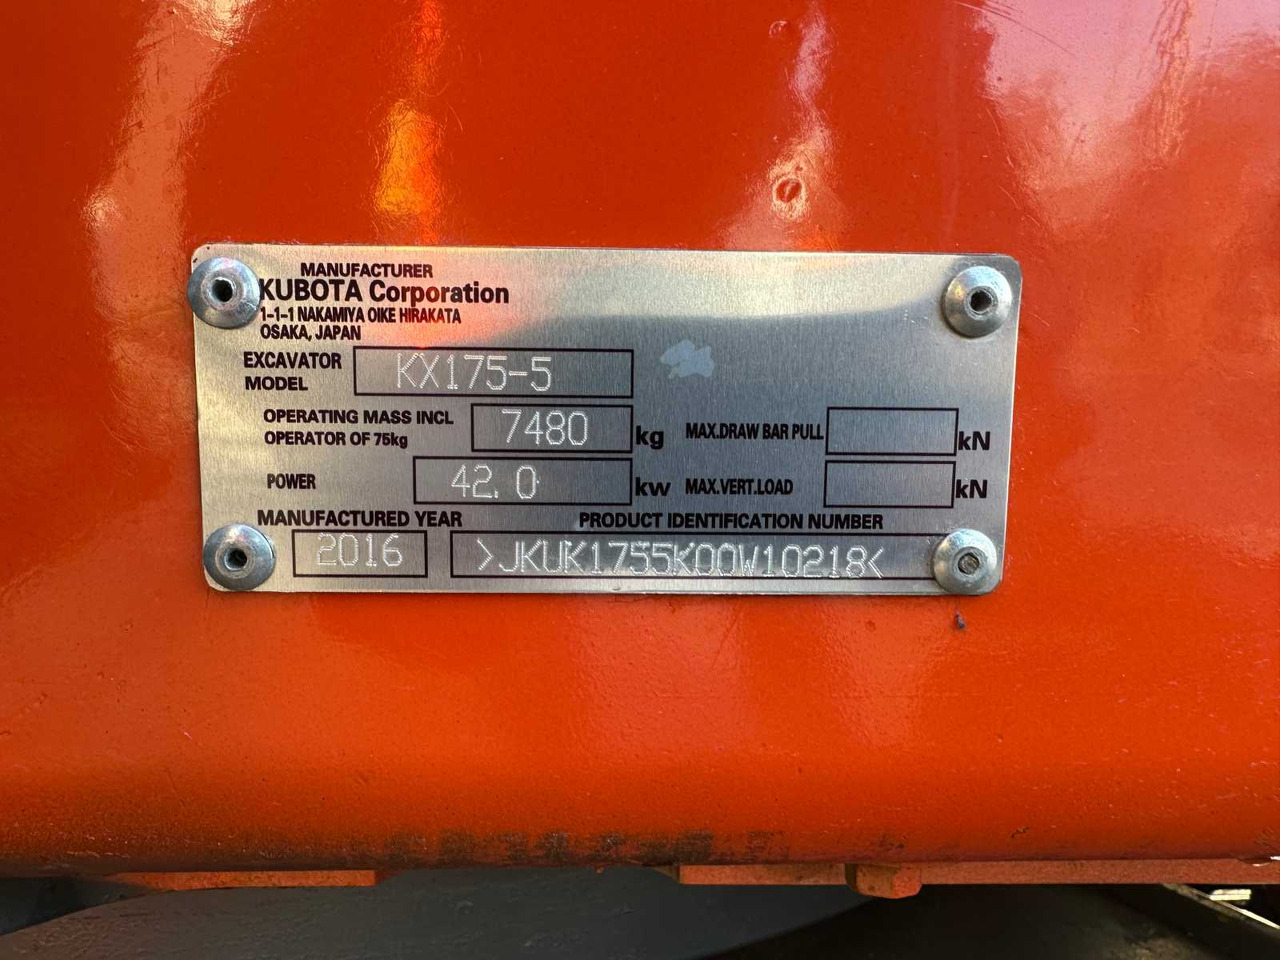 MANUFACTURER
KUBOTA Corporation
1-1-1 NAKAMIYA OIKE HIRAKATA
OSAKA, JAPAN
EXCAVATOR MODEL KX175-5
OPERATING MASS INCL OPERATOR OF 75kg 7480 kg MAX.DRAW BAR PULL kN
POWER 42.0 kw MAX.VERT.LOAD kN
MANUFACTURED YEAR PRODUCT IDENTIFICATION NUMBER
2016 >JKUK1755K00W10218<